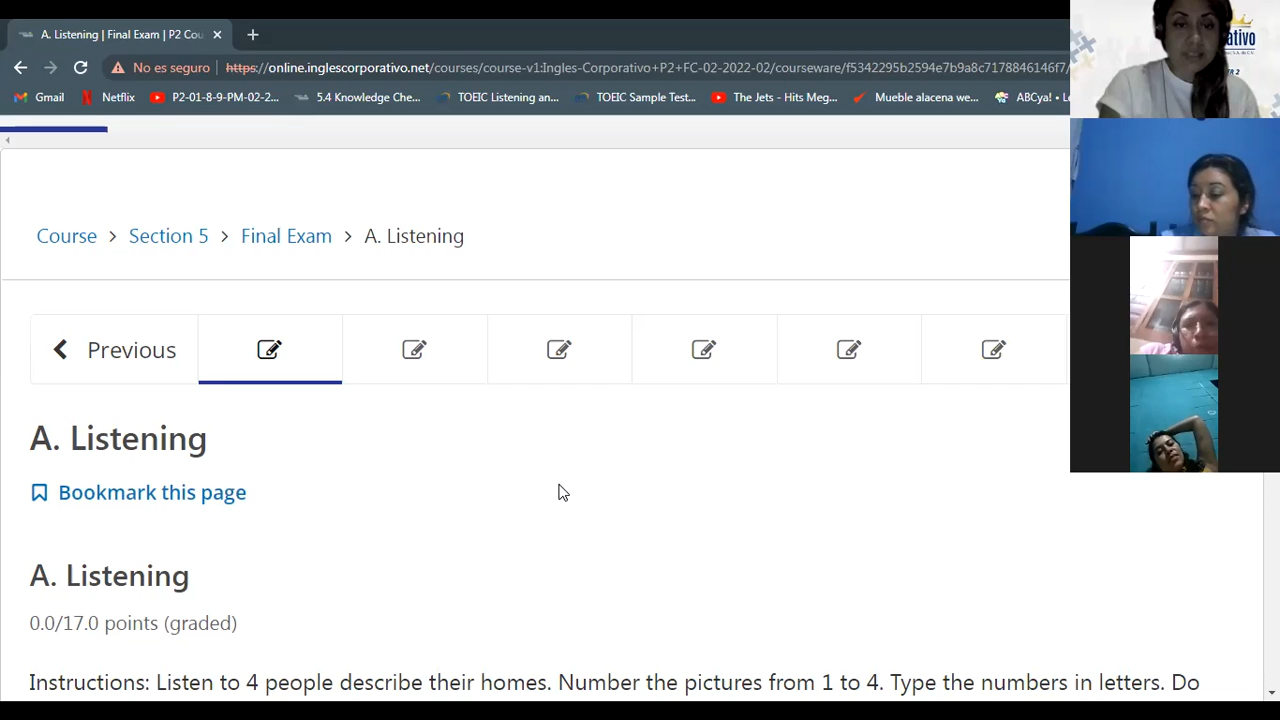 A. Listening | Final Exam | P2 Cou
No es seguro | https://online.inglescorporativo.net/courses/course-v1:Ingles-Corporativo+P2+FC-02-2022-02/courseware/f5342295b2594e7b9a8c7178846146f7/
Gmail Netflix P2-01-8-9-PM-02-2... 5.4 Knowledge Che... TOEIC Listening an... TOEIC Sample Test... The Jets - Hits Meg... Mueble alacena we... ABCya! • Le
ativo
Course > Section 5 > Final Exam > A. Listening
Previous
A. Listening
Bookmark this page
A. Listening
0.0/17.0 points (graded)
Instructions: Listen to 4 people describe their homes. Number the pictures from 1 to 4. Type the numbers in letters. Do